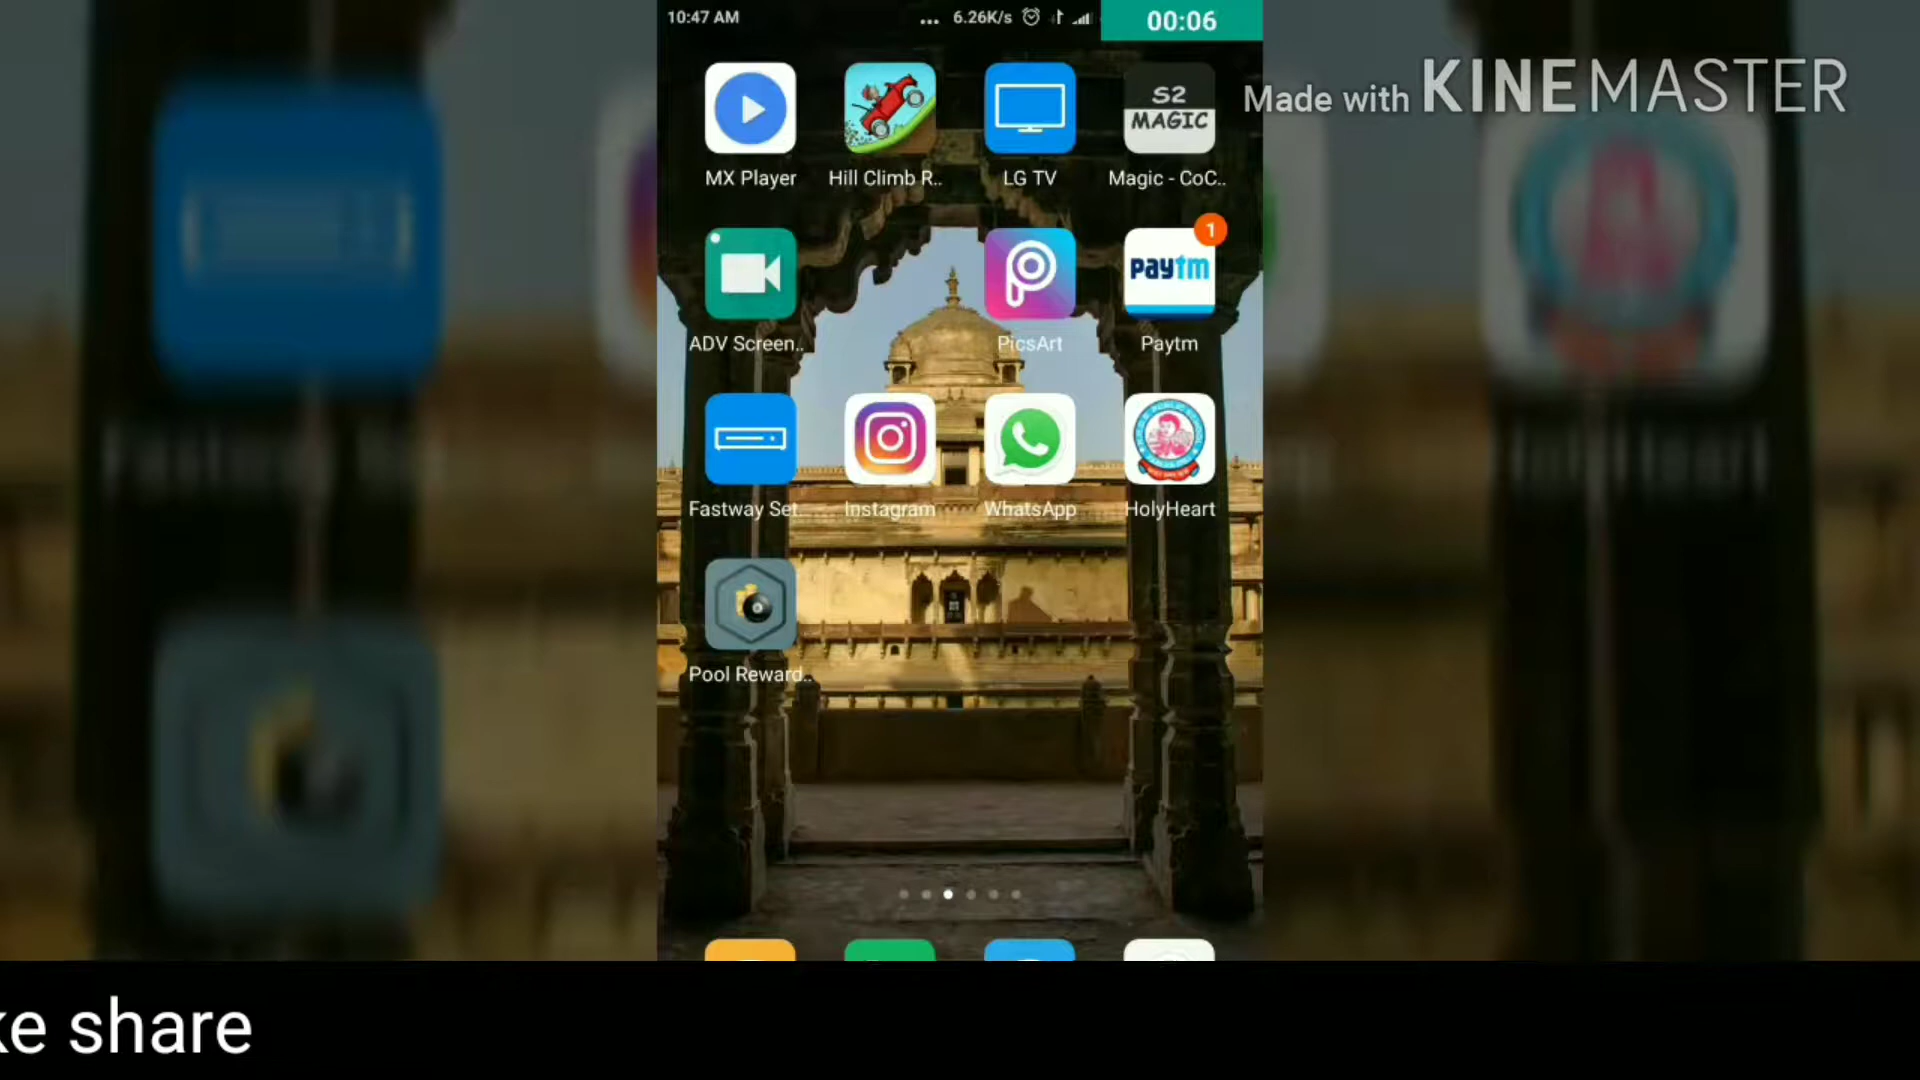 10:47 AM
... 6.26K/s
00:06
Made with KINEMASTER
S2
MAGIC
MX Player
Hill Climb R..
LG TV
Magic - CoC..
1
paytm
ADV Screen..
PicsArt
Paytm
Fastway Set..
Instagram
WhatsApp
HolyHeart
Pool Reward..
ke share